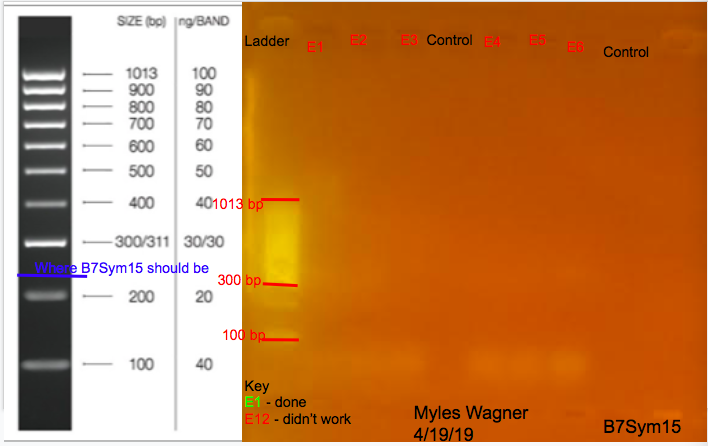 SIZE (bp) ng/BAND
1013 100
900 90
800 80
700 70
600 60
500 50
400 40
300/311 30/30
Where B7Sym15 should be
200 20
100 40
Ladder E1 E2 E3 Control E4 E5 E6 Control
1013 bp
300 bp
100 bp
Key
E1 - done
E12 - didn't work
Myles Wagner
4/19/19
B7Sym15